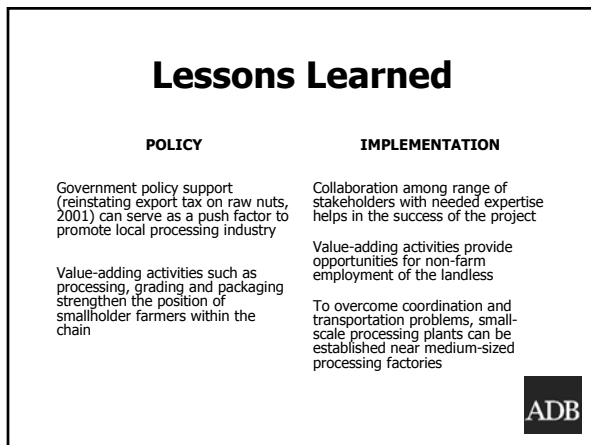 Lessons Learned
POLICY
Government policy support
(reinstating export tax on raw nuts,
2001) can serve as a push factor to
promote local processing industry
Value-adding activities such as
processing, grading and packaging
strengthen the position of
smallholder farmers within the
chain
IMPLEMENTATION
Collaboration among range of
stakeholders with needed expertise
helps in the success of the project
Value-adding activities provide
opportunities for non-farm
employment of the landless
To overcome coordination and
transportation problems, small-
scale processing plants can be
established near medium-sized
processing factories
ADB